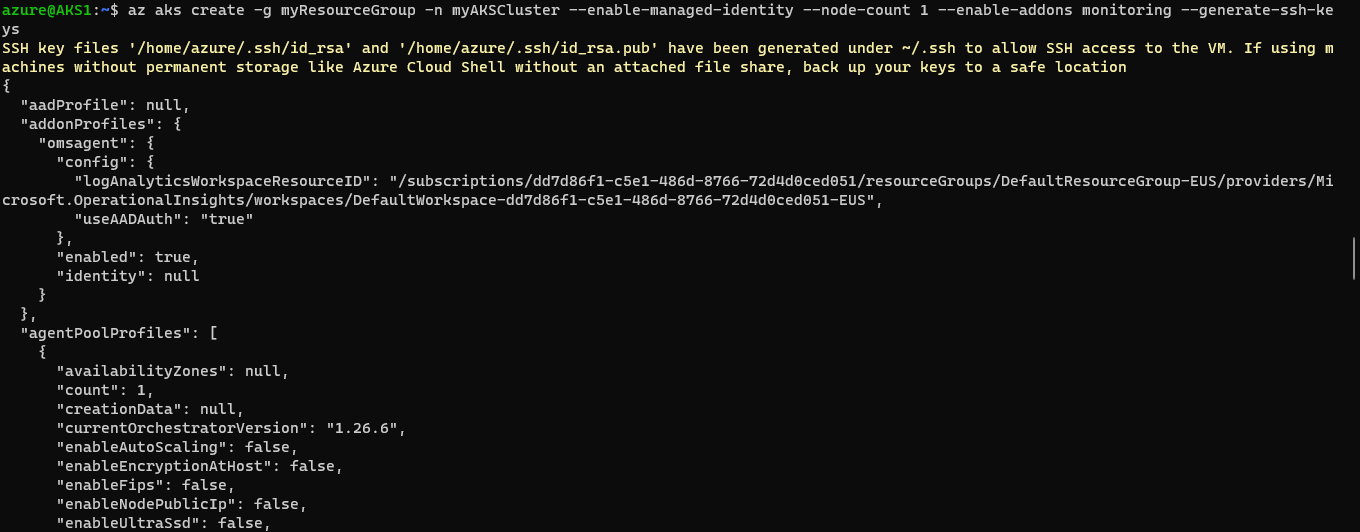 azure@AKS1:~$ az aks create -g myResourceGroup -n myAKSCluster --enable-managed-identity --node-count 1 --enable-addons monitoring --generate-ssh-ke
ys
SSH key files '/home/azure/.ssh/id_rsa' and '/home/azure/.ssh/id_rsa.pub' have been generated under ~/.ssh to allow SSH access to the VM. If using m
achines without permanent storage like Azure Cloud Shell without an attached file share, back up your keys to a safe location
{
  "aadProfile": null,
  "addonProfiles": {
    "omsagent": {
      "config": {
        "logAnalyticsWorkspaceResourceID": "/subscriptions/dd7d86f1-c5e1-486d-8766-72d4d0ced051/resourceGroups/DefaultResourceGroup-EUS/providers/Mi
crosoft.OperationalInsights/workspaces/DefaultWorkspace-dd7d86f1-c5e1-486d-8766-72d4d0ced051-EUS",
        "useAADAuth": "true"
      },
      "enabled": true,
      "identity": null
    }
  },
  "agentPoolProfiles": [
    {
      "availabilityZones": null,
      "count": 1,
      "creationData": null,
      "currentOrchestratorVersion": "1.26.6",
      "enableAutoScaling": false,
      "enableEncryptionAtHost": false,
      "enableFips": false,
      "enableNodePublicIp": false,
      "enableUltraSsd": false,